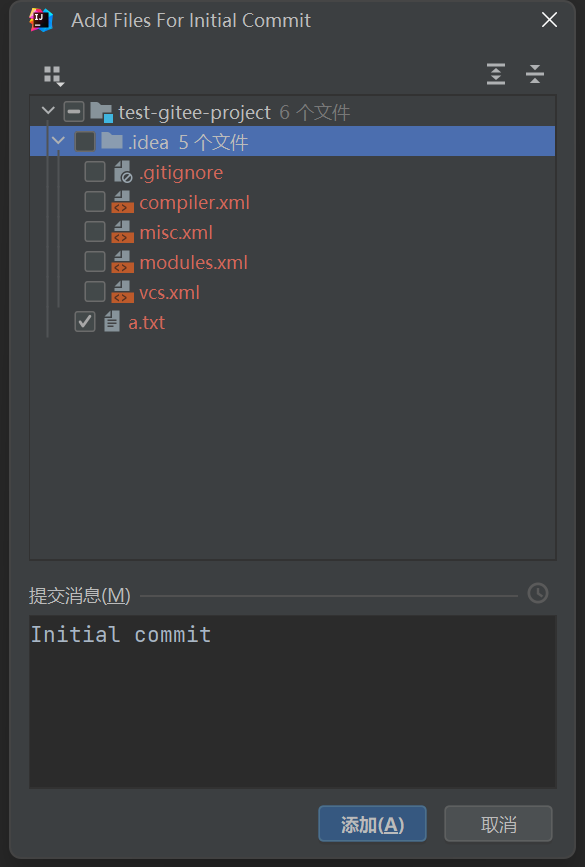 Add Files For Initial Commit
test-gitee-project 6 个文件
.idea 5 个文件
.gitignore
compiler.xml
misc.xml
modules.xml
vcs.xml
a.txt
提交消息(M)
Initial commit
添加(A)
取消